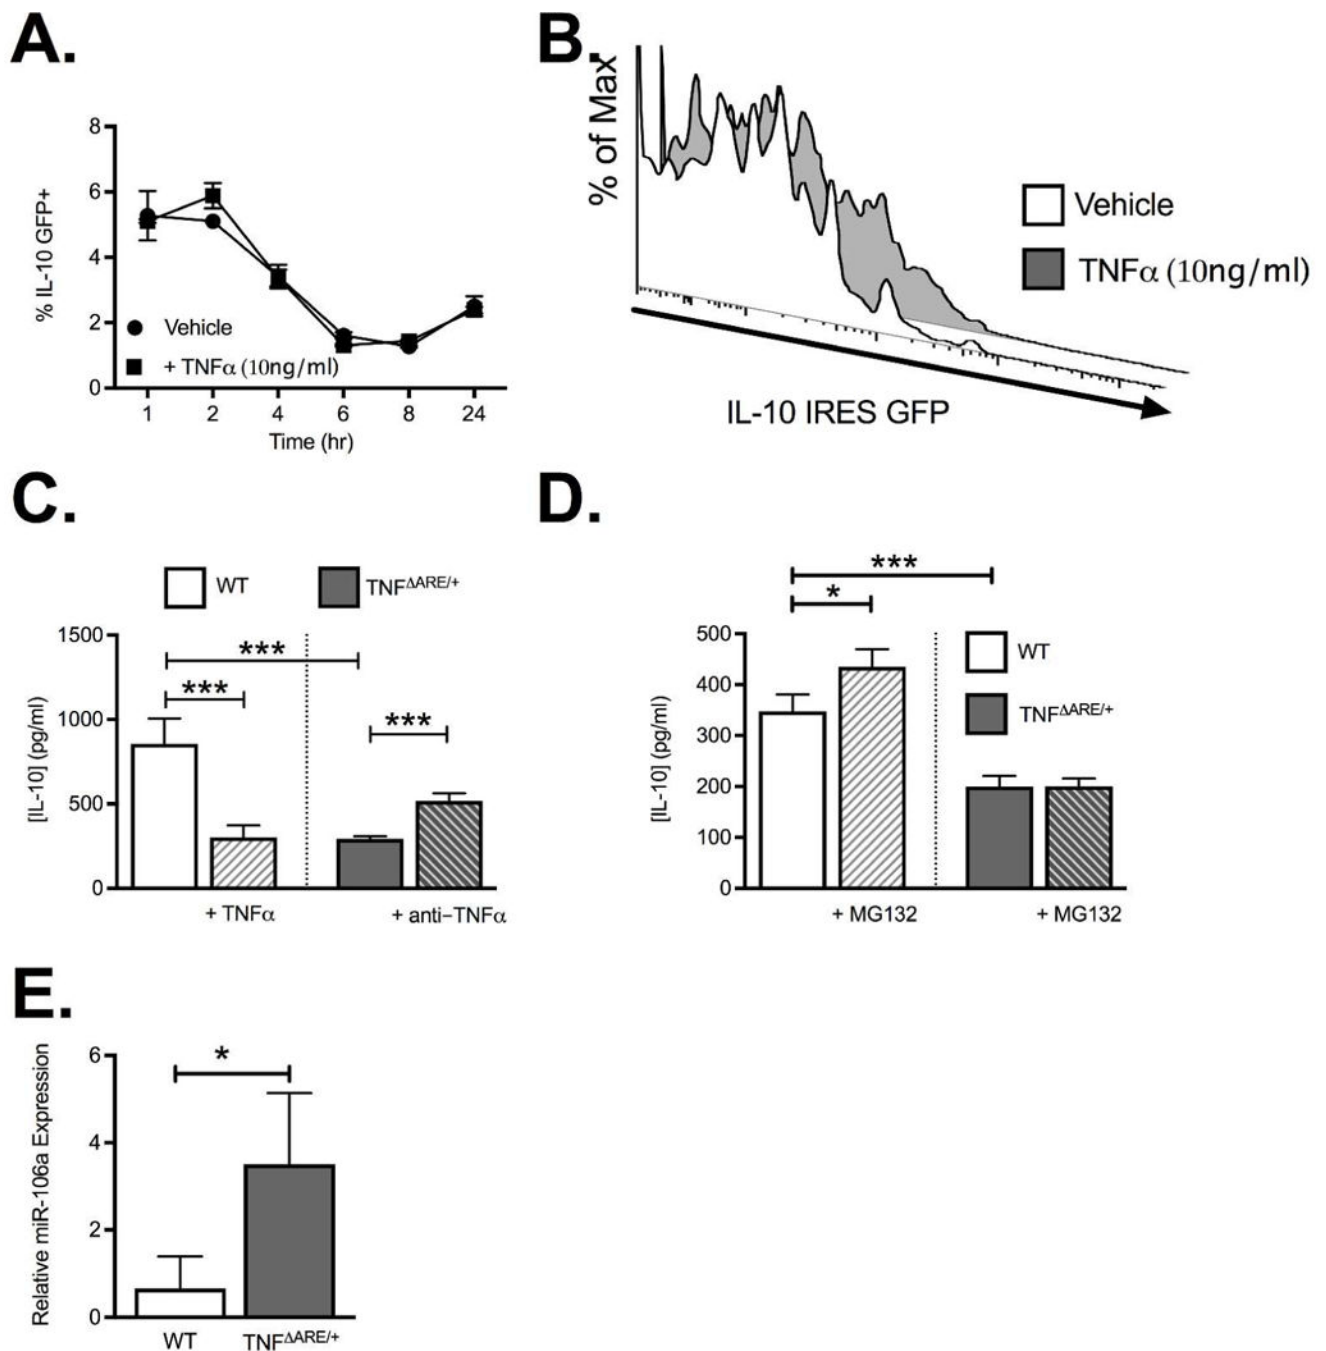 A.
8
6
4
2
0
% IL-10 GFP+
Vehicle
+ TNFα (10ng/ml)
1 2 4 6 8 24
Time (hr)
B.
% of Max
Vehicle
TNFα (10ng/ml)
IL-10 IRES GFP
C.
WT
TNFΔARE/+
1500
1000
500
0
[IL-10] (pg/ml)
***
***
***
+ TNFα
+ anti-TNFα
D.
***
*
500
400
300
200
100
0
[IL-10] (pg/ml)
WT
TNFΔARE/+
+ MG132
+ MG132
E.
6
4
2
0
Relative miR-106a Expression
*
WT
TNFΔARE/+